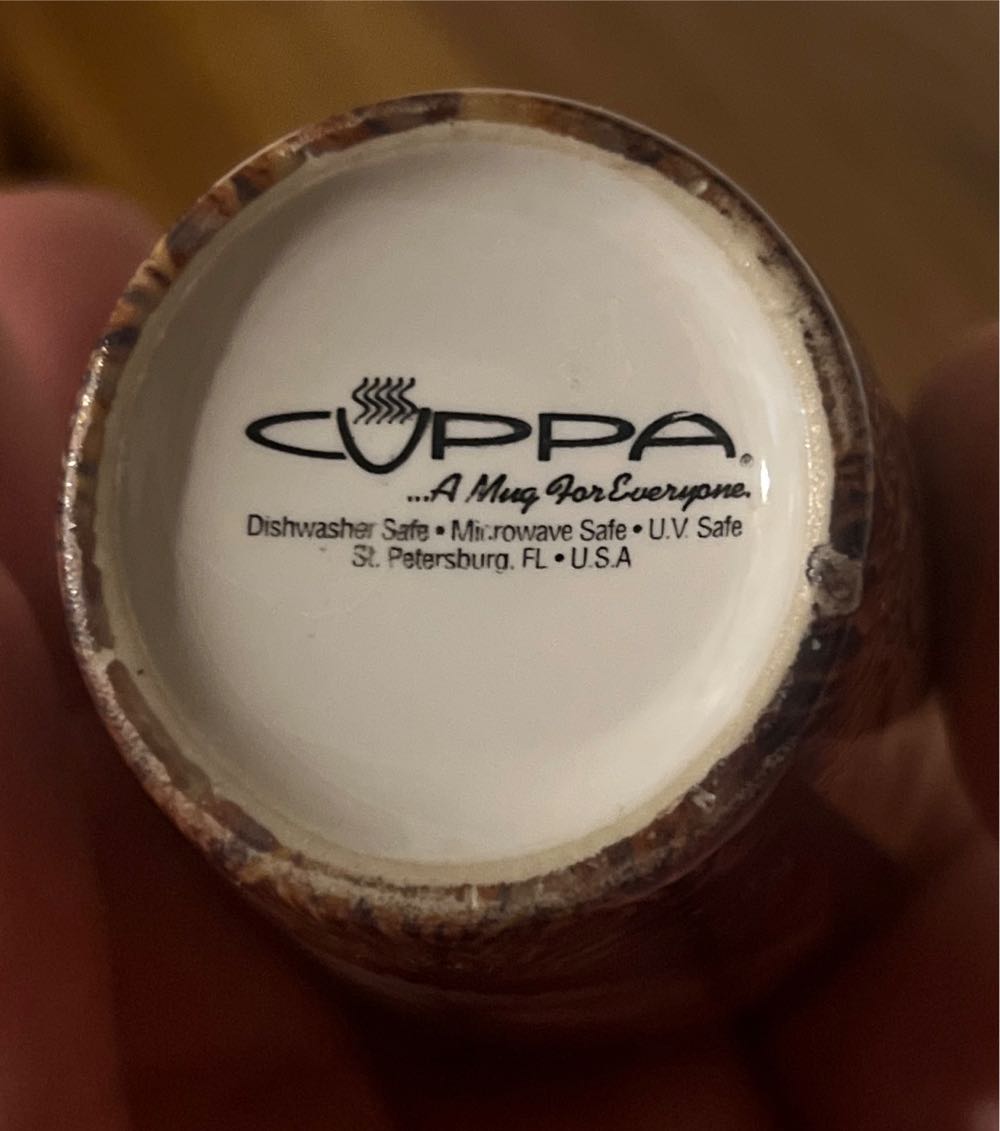 CUPPA®
...A Mug For Everyone.
Dishwasher Safe • Microwave Safe • U.V. Safe
St. Petersburg, FL • U.S.A